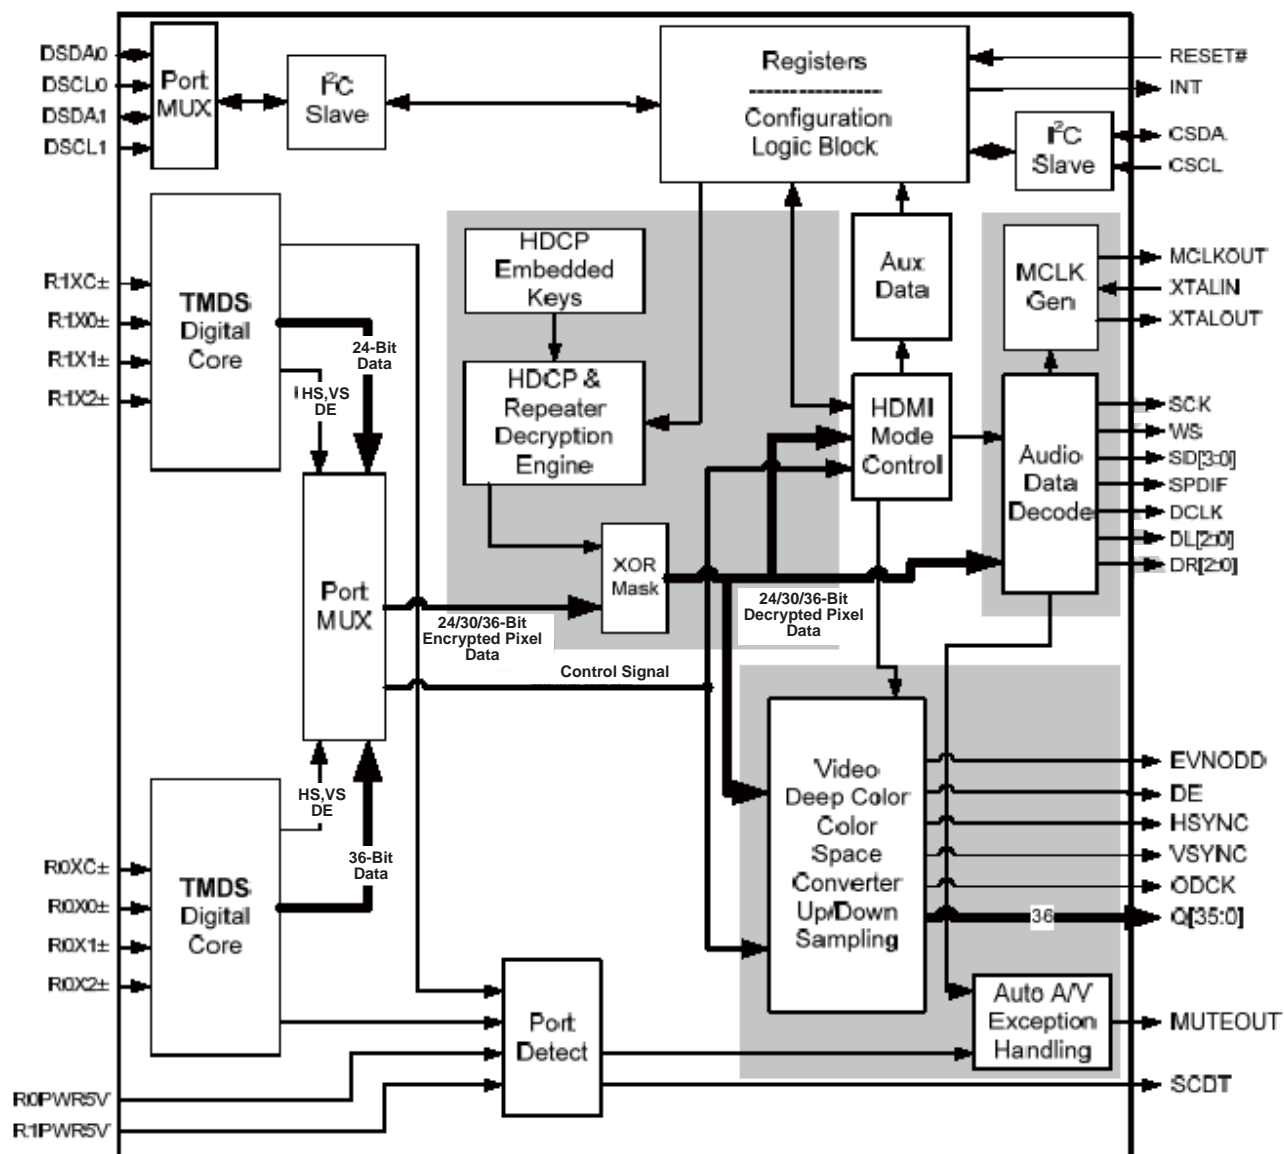 DSDA0
DSCL0
DSDA1
DSCL1
Port
MUX
I²C
Slave
Registers
Configuration
Logic Block
RESET#
INT
I²C
Slave
CSDA
CSCL
R1XC±
R1X0±
R1X1±
R1X2±
TMDS
Digital
Core
24-Bit
Data
HS,VS
DE
HDCP
Embedded
Keys
HDCP &
Repeater
Decryption
Engine
Aux
Data
HDMI
Mode
Control
MCLK
Gen
MCLKOUT
XTALIN
XTALOUT
Audio
Data
Decode
SCK
WS
SD[3:0]
SPDIF
DCLK
DL[2:0]
DR[2:0]
XOR
Mask
Port
MUX
24/30/36-Bit
Encrypted Pixel
Data
24/30/36-Bit
Decrypted Pixel
Data
Control Signal
HS,VS
DE
36-Bit
Data
R0XC±
R0X0±
R0X1±
R0X2±
TMDS
Digital
Core
Video
Deep Color
Color
Space
Converter
Up/Down
Sampling
EVNODD
DE
HSYNC
VSYNC
ODCK
36
Q[35:0]
Port
Detect
Auto A/V
Exception
Handling
MUTEOUT
SCDT
R0PWR5V
R1PWR5V